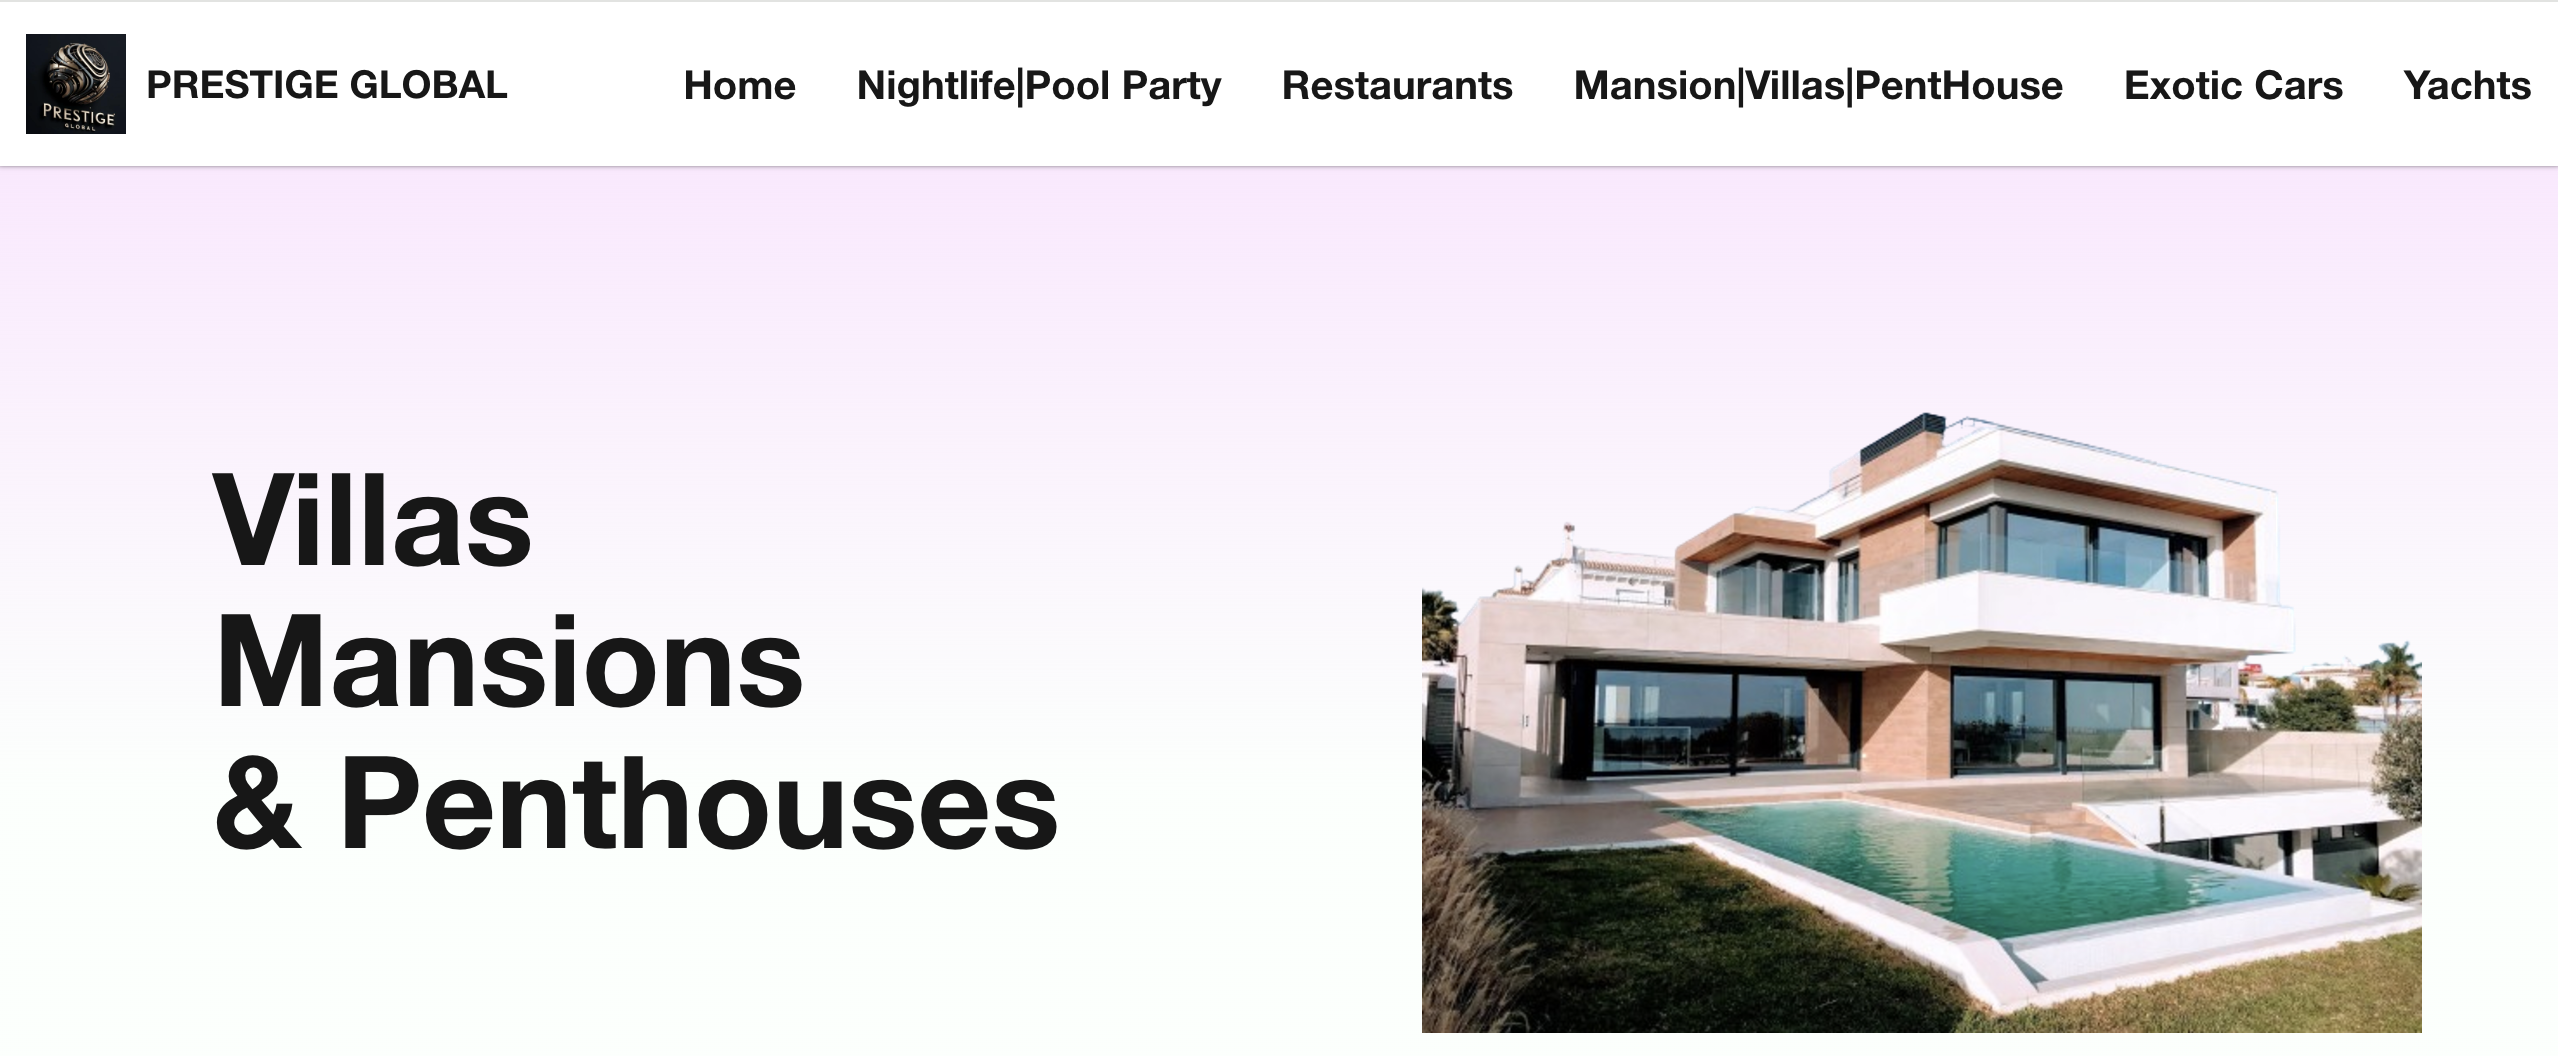 PRESTIGE GLOBAL
PRESTIGE GLOBAL
Home
Nightlife|Pool Party
Restaurants
Mansion|Villas|PentHouse
Exotic Cars
Yachts
Villas
Mansions
& Penthouses